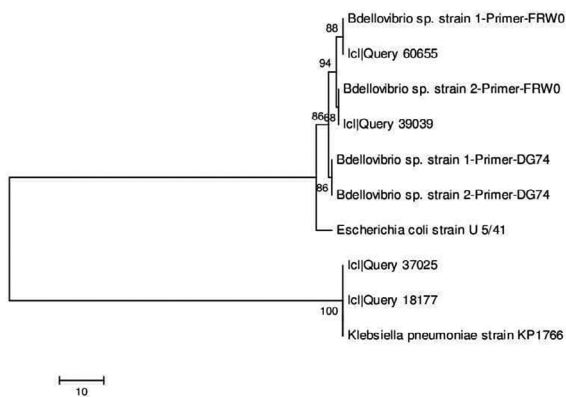 Bdellovibrio sp. strain 1-Primer-FRW0
88
lcl|Query 60655
94
Bdellovibrio sp. strain 2-Primer-FRW0
86 68
lcl|Query 39039
Bdellovibrio sp. strain 1-Primer-DG74
86
Bdellovibrio sp. strain 2-Primer-DG74
Escherichia coli strain U 5/41
lcl|Query 37025
lcl|Query 18177
100
Klebsiella pneumoniae strain KP1766
10